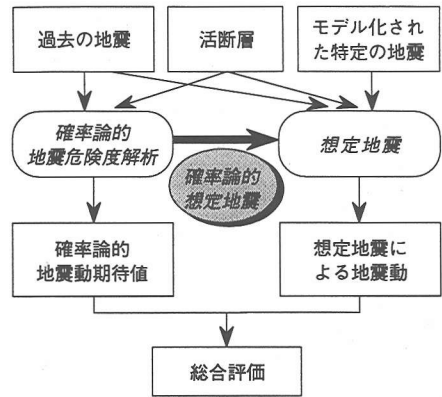 過去の地震
活断層
モデル化され
た特定の地震
確率論的
地震危険度解析
想定地震
確率論的
想定地震
確率論的
地震動期待値
想定地震に
よる地震動
総合評価